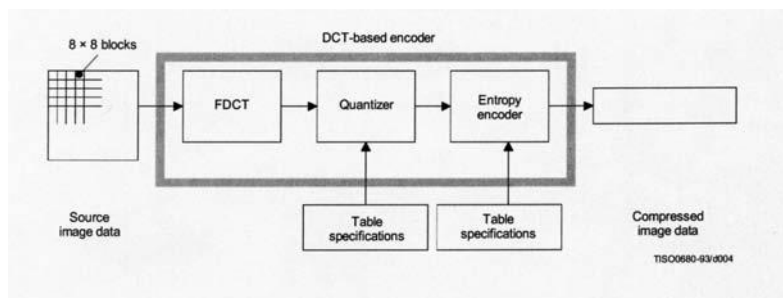 8 × 8 blocks
DCT-based encoder
FDCT
Quantizer
Entropy
encoder
Source
image data
Table
specifications
Table
specifications
Compressed
image data
TISO0680-93/d004